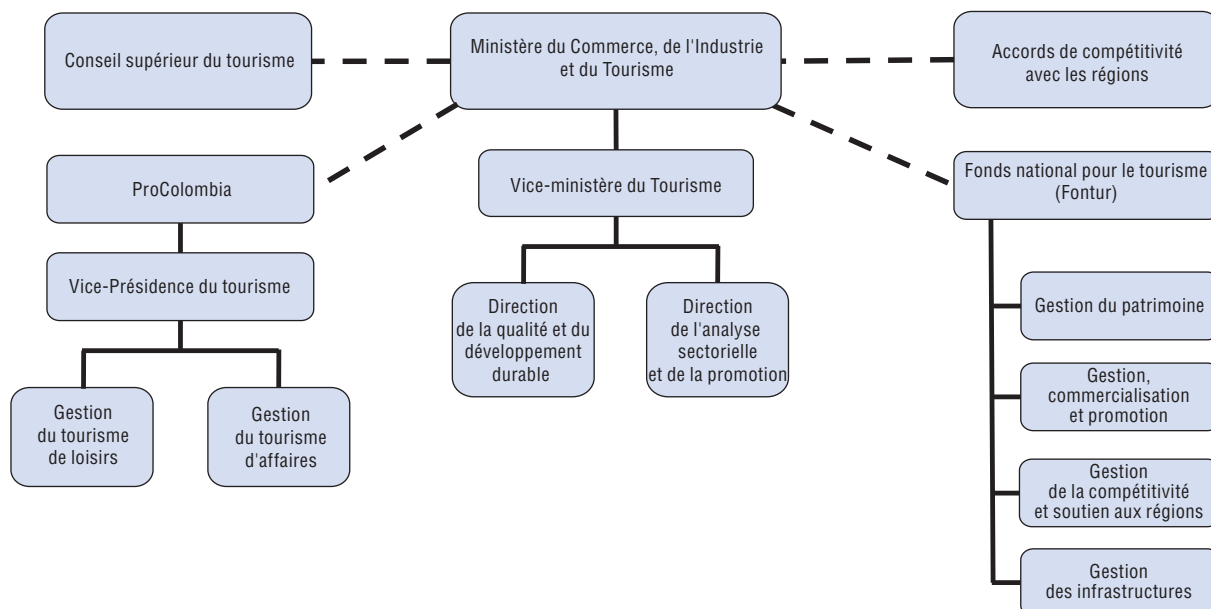 Conseil supérieur du tourisme
Ministère du Commerce, de l'Industrie
et du Tourisme
Accords de compétitivité
avec les régions
ProColombia
Vice-ministère du Tourisme
Fonds national pour le tourisme
(Fontur)
Vice-Présidence du tourisme
Direction
de la qualité et du
développement
durable
Direction
de l'analyse
sectorielle
et de la promotion
Gestion du patrimoine
Gestion
du tourisme
de loisirs
Gestion
du tourisme
d'affaires
Gestion,
commercialisation
et promotion
Gestion
de la compétitivité
et soutien aux régions
Gestion
des infrastructures